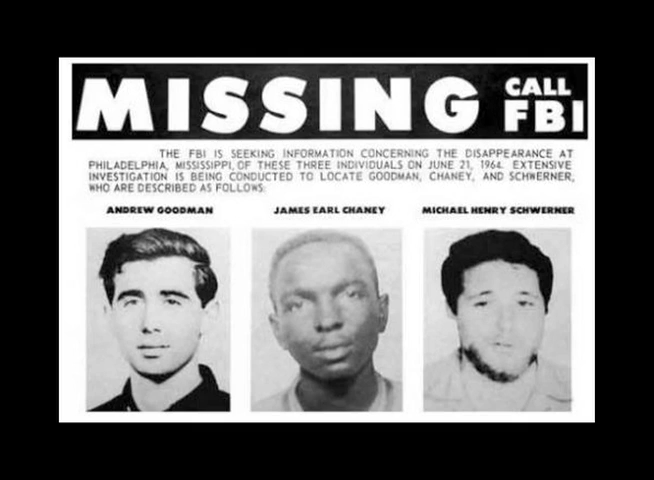 MISSING CALL FBI
THE FBI IS SEEKING INFORMATION CONCERNING THE DISAPPEARANCE AT
PHILADELPHIA, MISSISSIPPI, OF THESE THREE INDIVIDUALS ON JUNE 21, 1964. EXTENSIVE
INVESTIGATION IS BEING CONDUCTED TO LOCATE GOODMAN, CHANEY, AND SCHWERNER,
WHO ARE DESCRIBED AS FOLLOWS:
ANDREW GOODMAN JAMES EARL CHANEY MICHAEL HENRY SCHWERNER